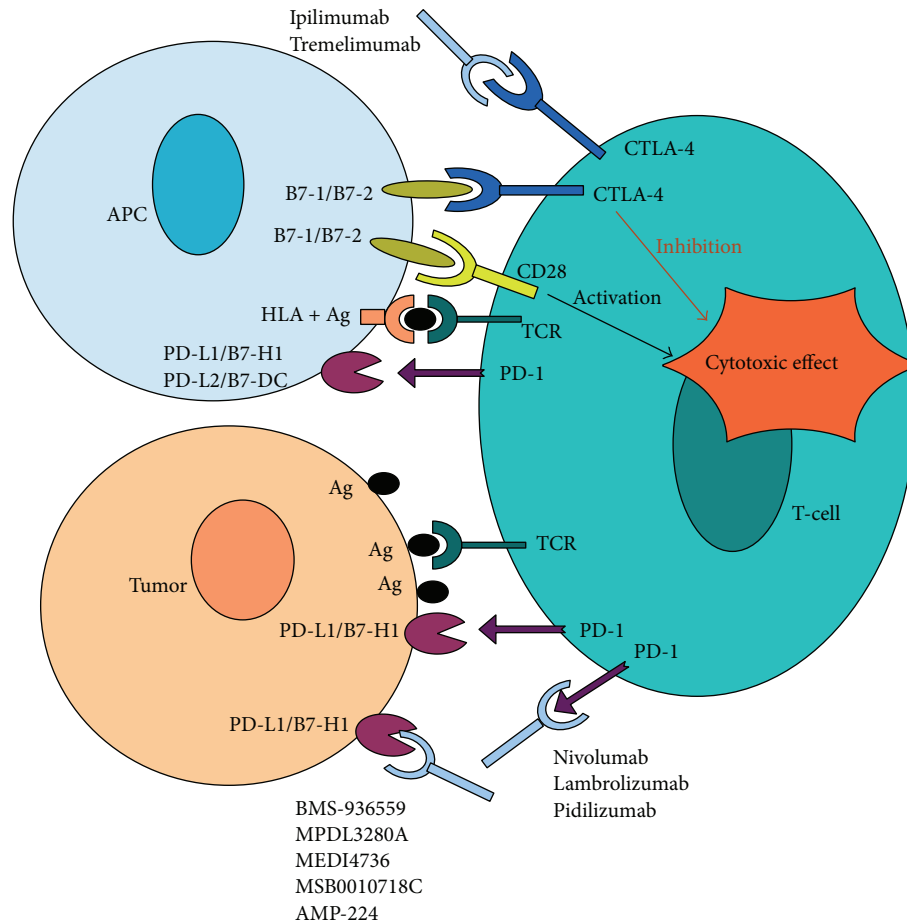 Ipilimumab
Tremelimumab
CTLA-4
B7-1/B7-2
CTLA-4
APC
B7-1/B7-2
Inhibition
CD28
Activation
HLA + Ag
TCR
PD-L1/B7-H1
PD-L2/B7-DC
PD-1
Cytotoxic effect
Ag
T-cell
Ag
TCR
Tumor
Ag
PD-L1/B7-H1
PD-1
PD-1
PD-L1/B7-H1
Nivolumab
Lambrolizumab
Pidilizumab
BMS-936559
MPDL3280A
MEDI4736
MSB0010718C
AMP-224